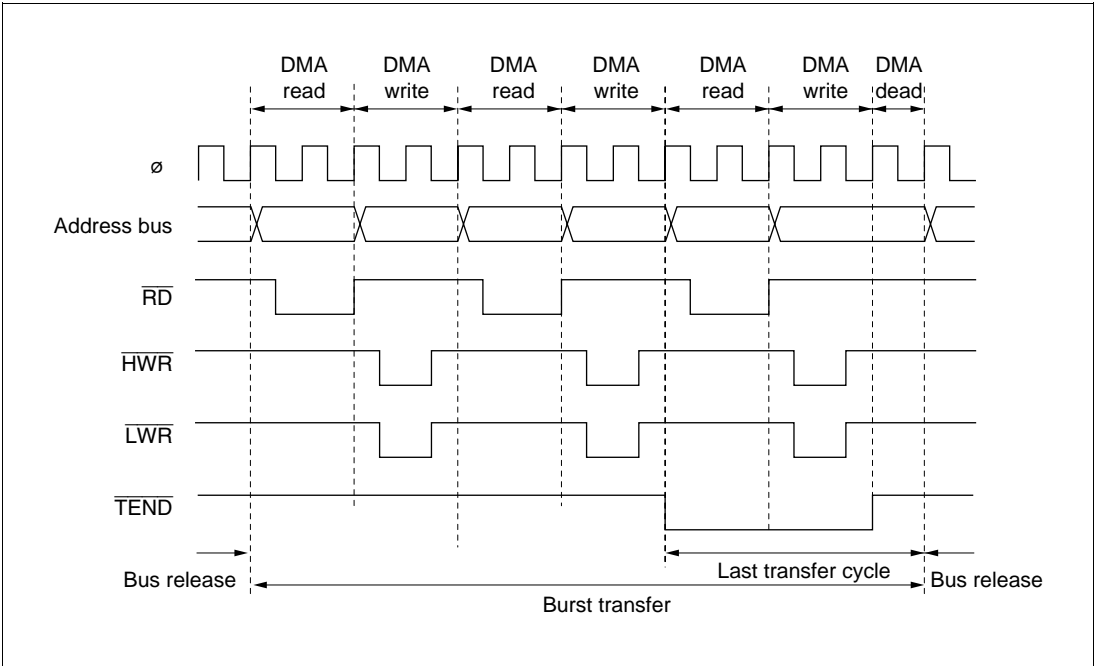 DMA DMA DMA DMA DMA DMA DMA
read write read write read write dead
ø
Address bus
RD
HWR
LWR
TEND
Last transfer cycle
Bus release Bus release
Burst transfer